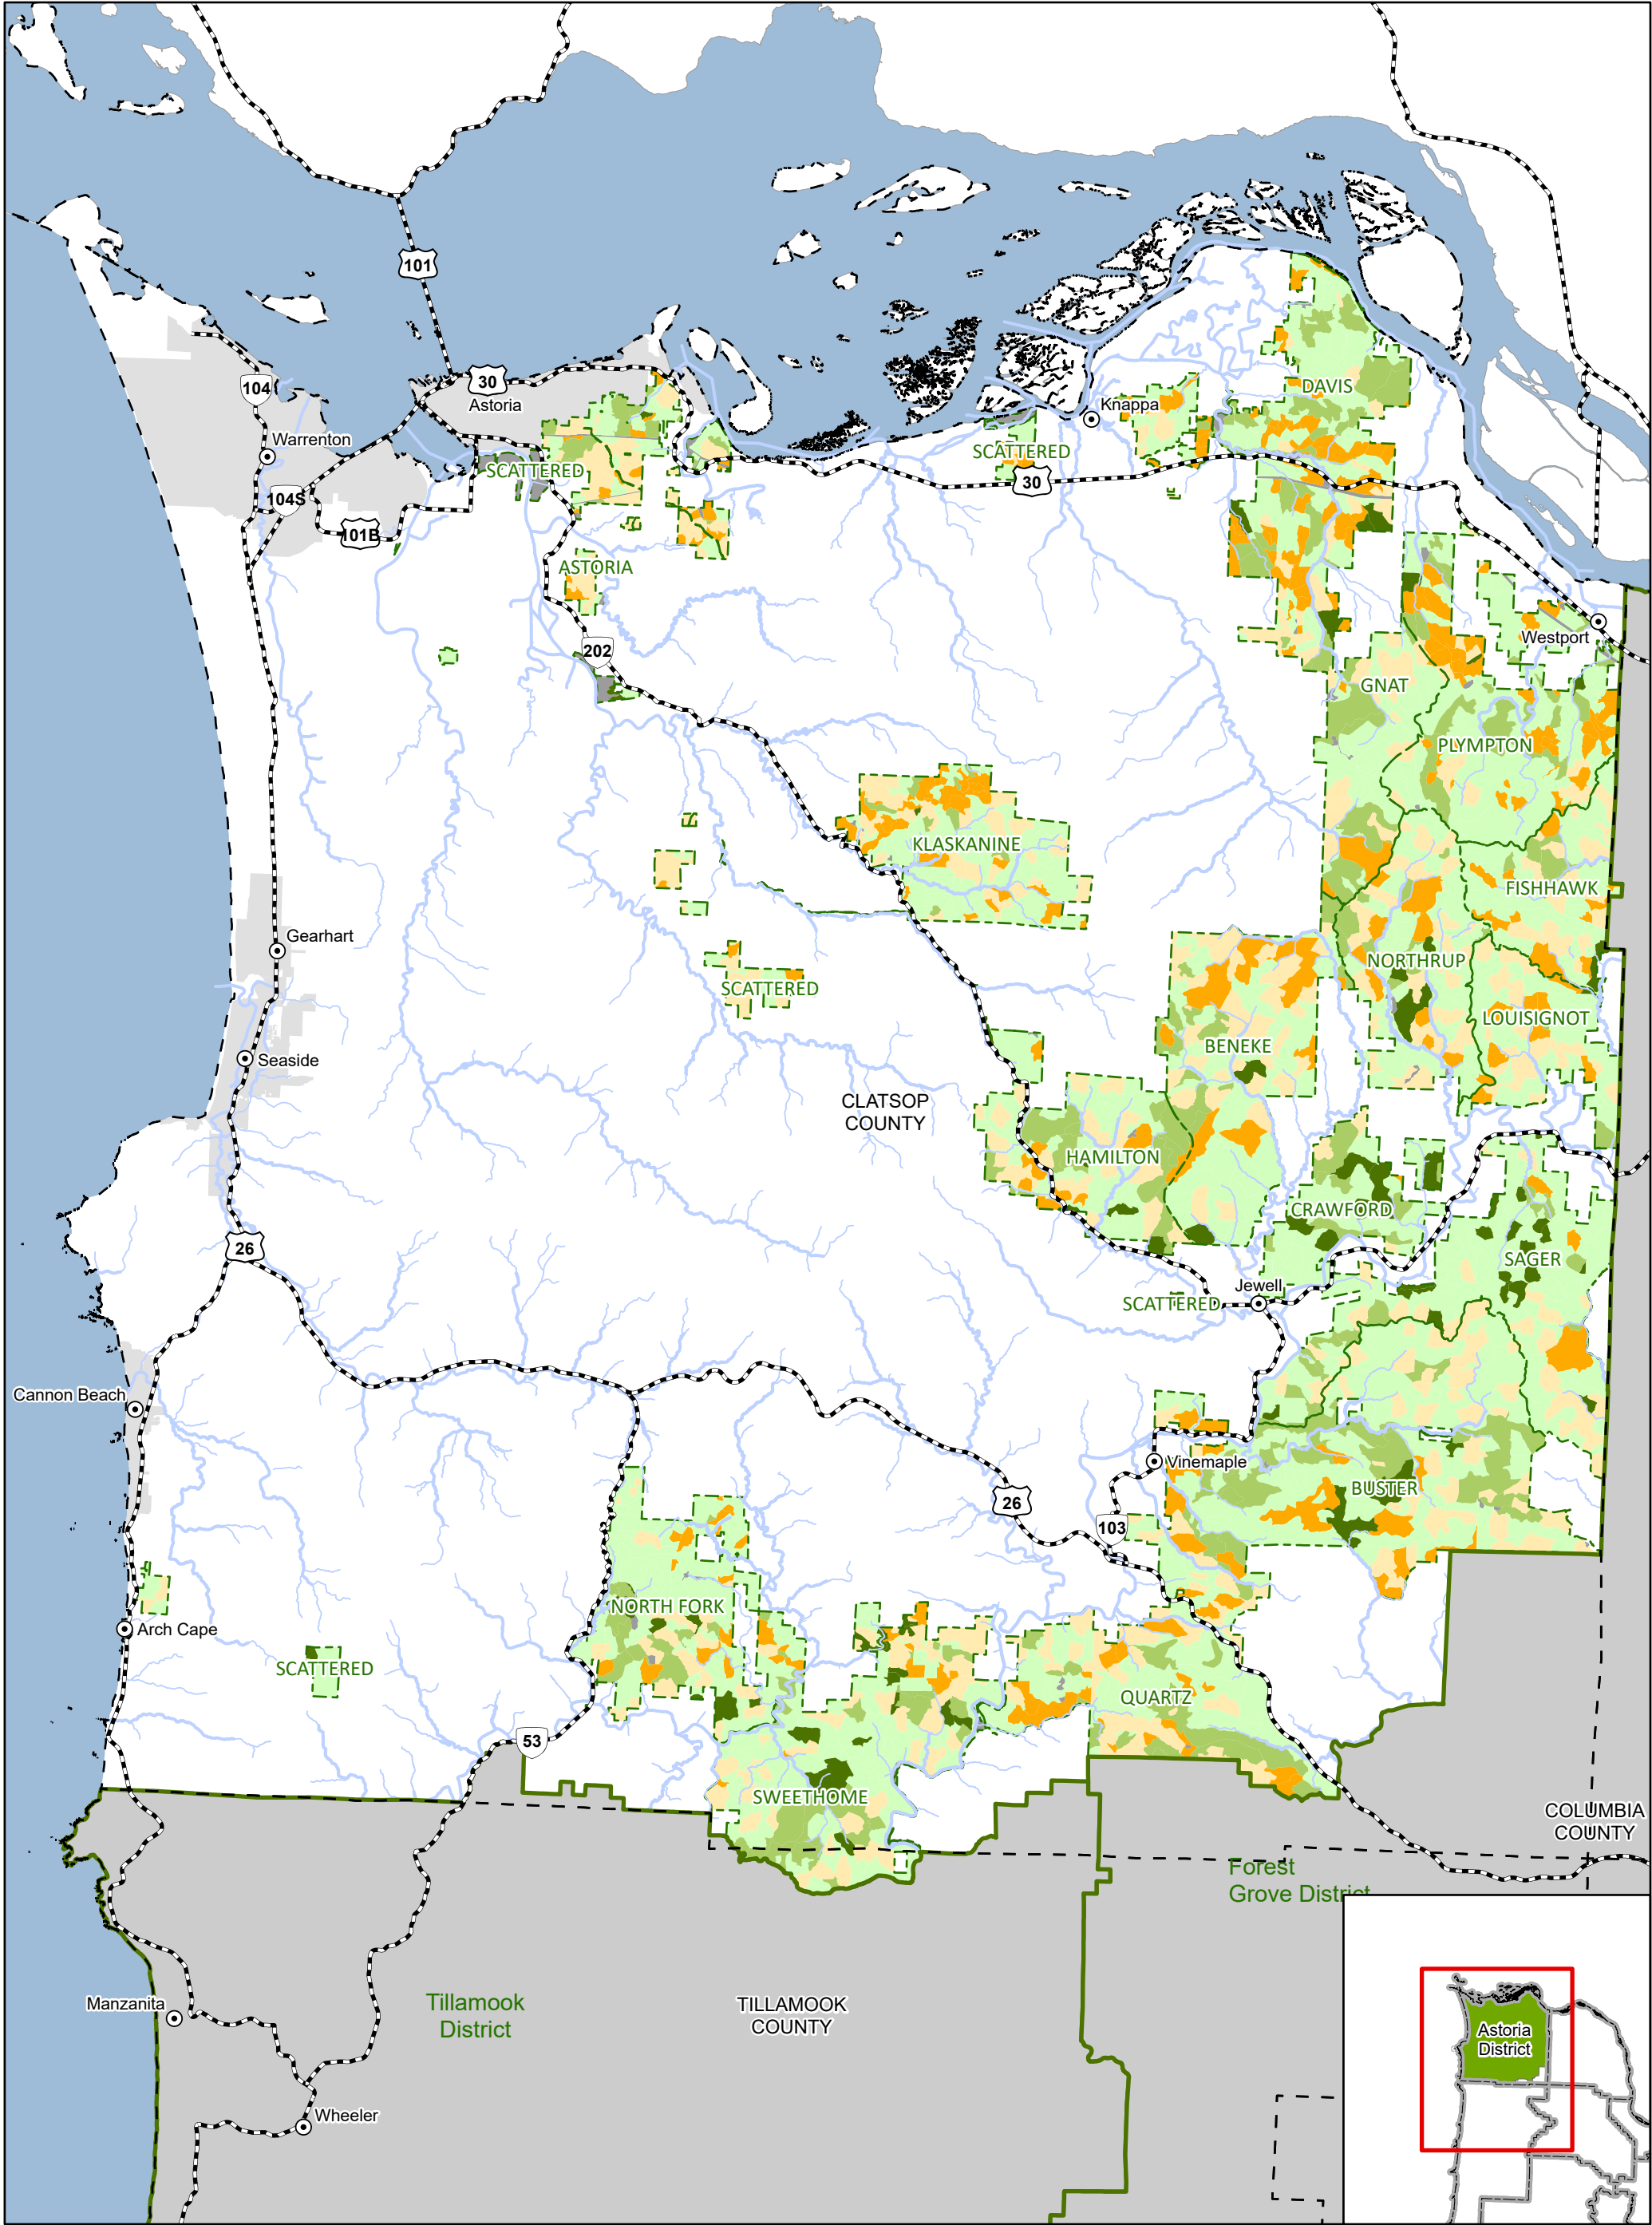 101
30
Astoria
104
Warrenton
104S
101B
SCATTERED
ASTORIA
202
Knappa
SCATTERED
30
DAVIS
Westport
GNAT
PLYMPTON
KLASKANINE
FISHHAWK
Gearhart
NORTHRUP
SCATTERED
LOUISIGNOT
BENEKE
Seaside
CLATSOP
COUNTY
HAMILTON
CRAWFORD
26
SAGER
Jewell
SCATTERED
Cannon Beach
Vinemaple
BUSTER
26
103
NORTH FORK
Arch Cape
SCATTERED
QUARTZ
53
SWEETHOME
COLUMBIA
COUNTY
Forest
Grove District
Manzanita
Tillamook
District
TILLAMOOK
COUNTY
Astoria
District
Wheeler